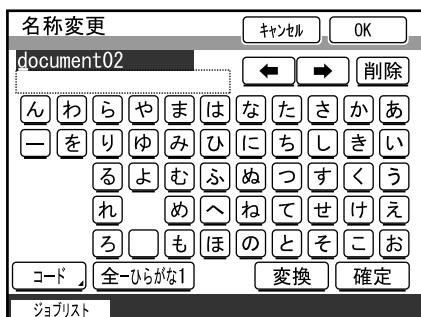 名称変更 ｷｬﾝｾﾙ OK
document02 ← → 削除
ん わ ら や ま は な た さ か あ
ー を り ゆ み ひ に ち し き い
る よ む ふ ぬ つ す く う
れ め へ ね て せ け え
ろ も ほ の と そ こ お
ｺｰﾄﾞ 全-ひらがな1 変換 確定
ｼﾞｮﾌﾞﾘｽﾄ